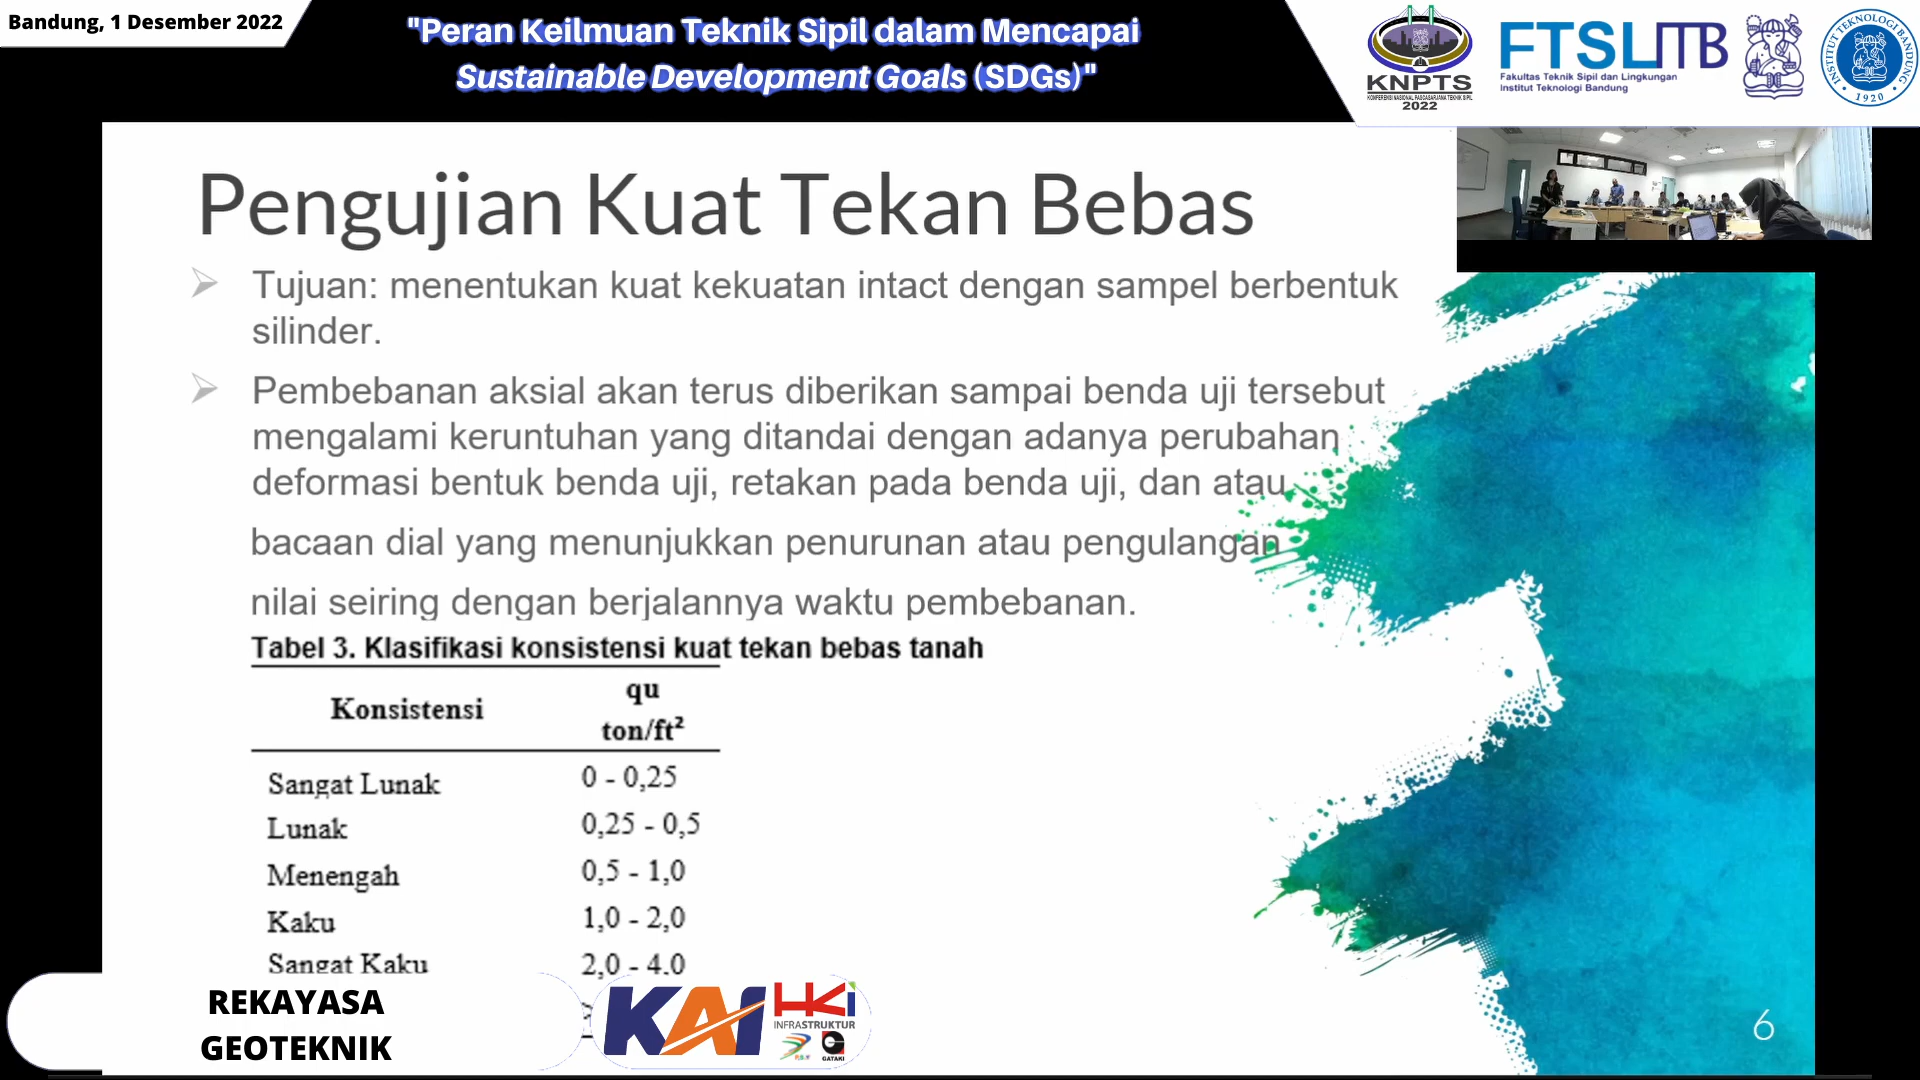 Bandung, 1 Desember 2022
"Peran Keilmuan Teknik Sipil dalam Mencapai
Sustainable Development Goals (SDGs)"
KNPTS
KONFERENSI NASIONAL PASCASARJANA TEKNIK SIPIL
2022
FTSL ITB
Fakultas Teknik Sipil dan Lingkungan
Institut Teknologi Bandung
INSTITUT TEKNOLOGI BANDUNG
1920
Pengujian Kuat Tekan Bebas
Tujuan: menentukan kuat kekuatan intact dengan sampel berbentuk
silinder.
Pembebanan aksial akan terus diberikan sampai benda uji tersebut
mengalami keruntuhan yang ditandai dengan adanya perubahan
deformasi bentuk benda uji, retakan pada benda uji, dan atau
bacaan dial yang menunjukkan penurunan atau pengulangan
nilai seiring dengan berjalannya waktu pembebanan.
Tabel 3. Klasifikasi konsistensi kuat tekan bebas tanah
Konsistensi qu
ton/ft²
Sangat Lunak 0 - 0,25
Lunak 0,25 - 0,5
Menengah 0,5 - 1,0
Kaku 1,0 - 2,0
Sangat Kaku 2,0 - 4,0
REKAYASA
GEOTEKNIK
KAI
HKI
INFRASTRUKTUR
GATAKI
6